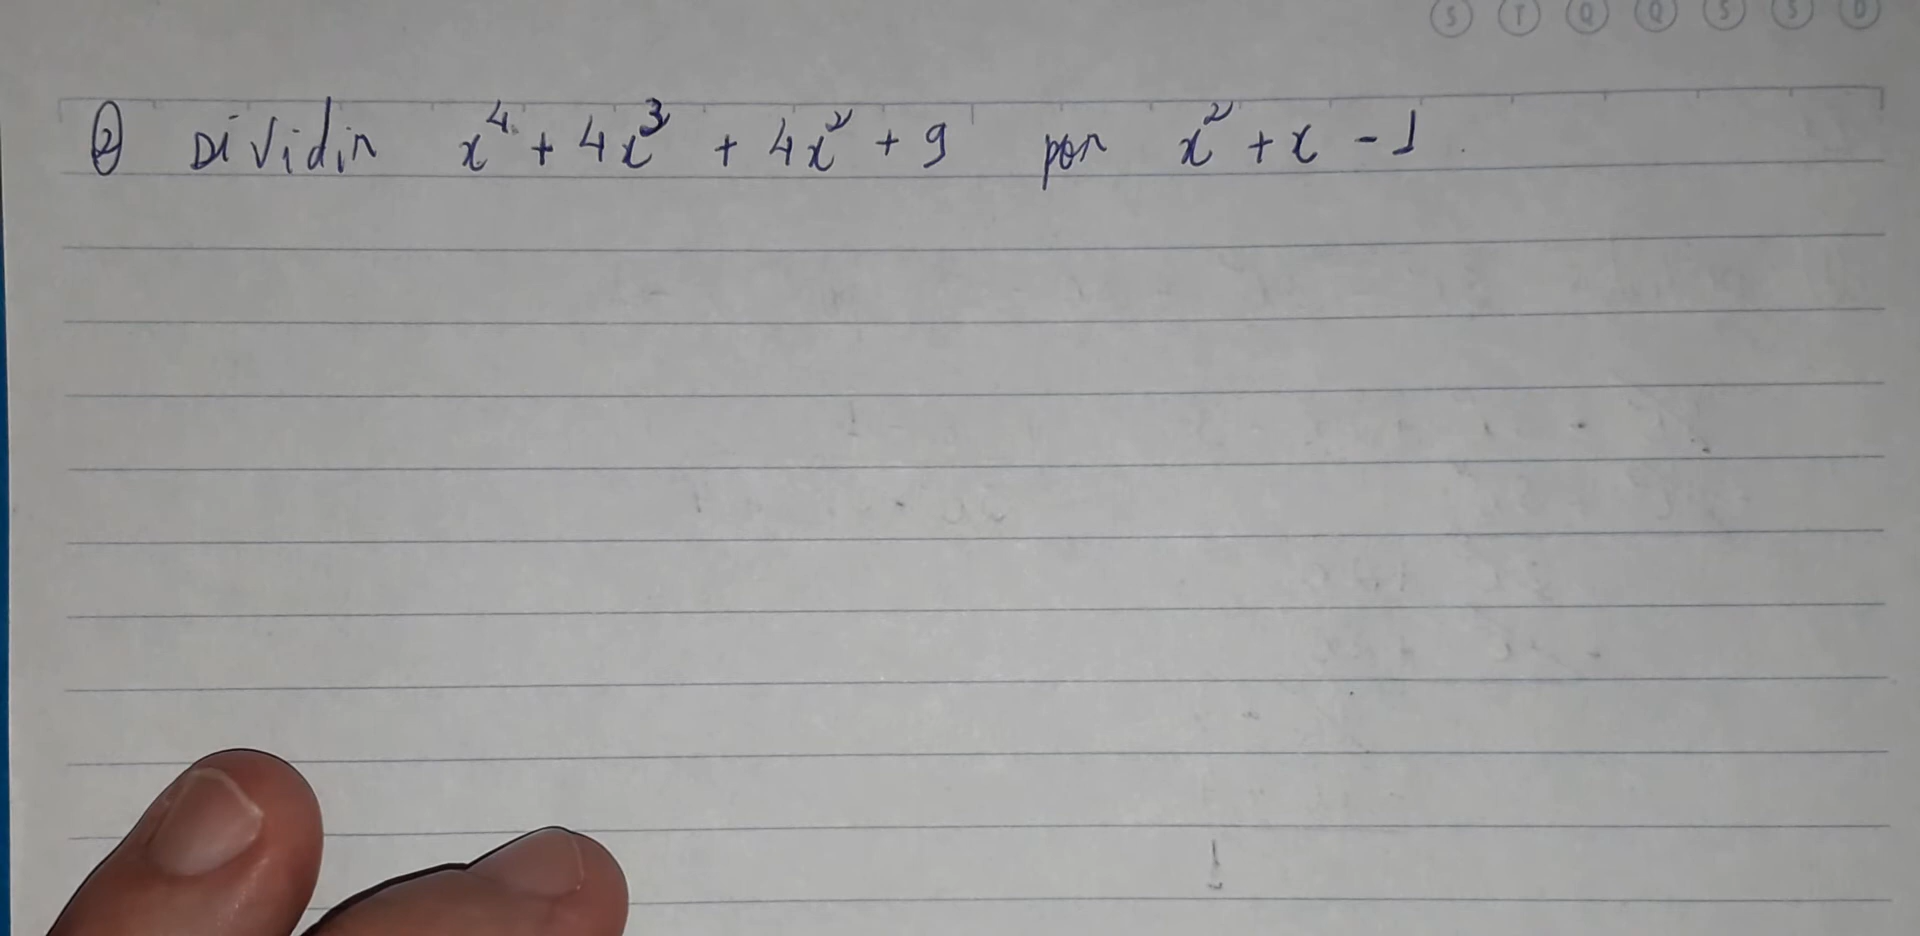 S T Q Q S S D
② Dividir x⁴ + 4x³ + 4x² + 9 por x² + x - 1.